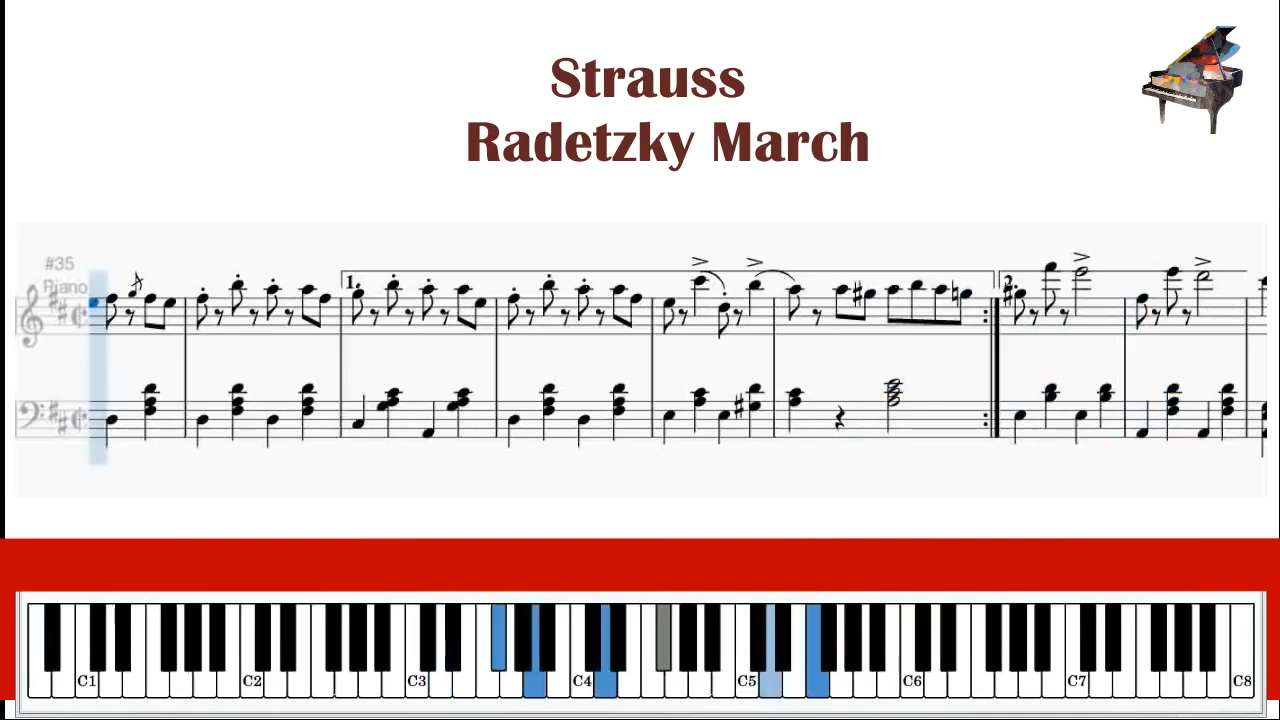 Strauss
Radetzky March
#35
Piano
1.
2.
C1 C2 C3 C4 C5 C6 C7 C8